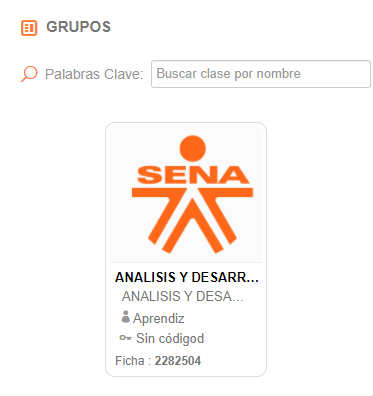 GRUPOS
Palabras Clave: Buscar clase por nombre
SENA
ANALISIS Y DESARR...
ANALISIS Y DESA...
Aprendiz
Sin códigod
Ficha : 2282504